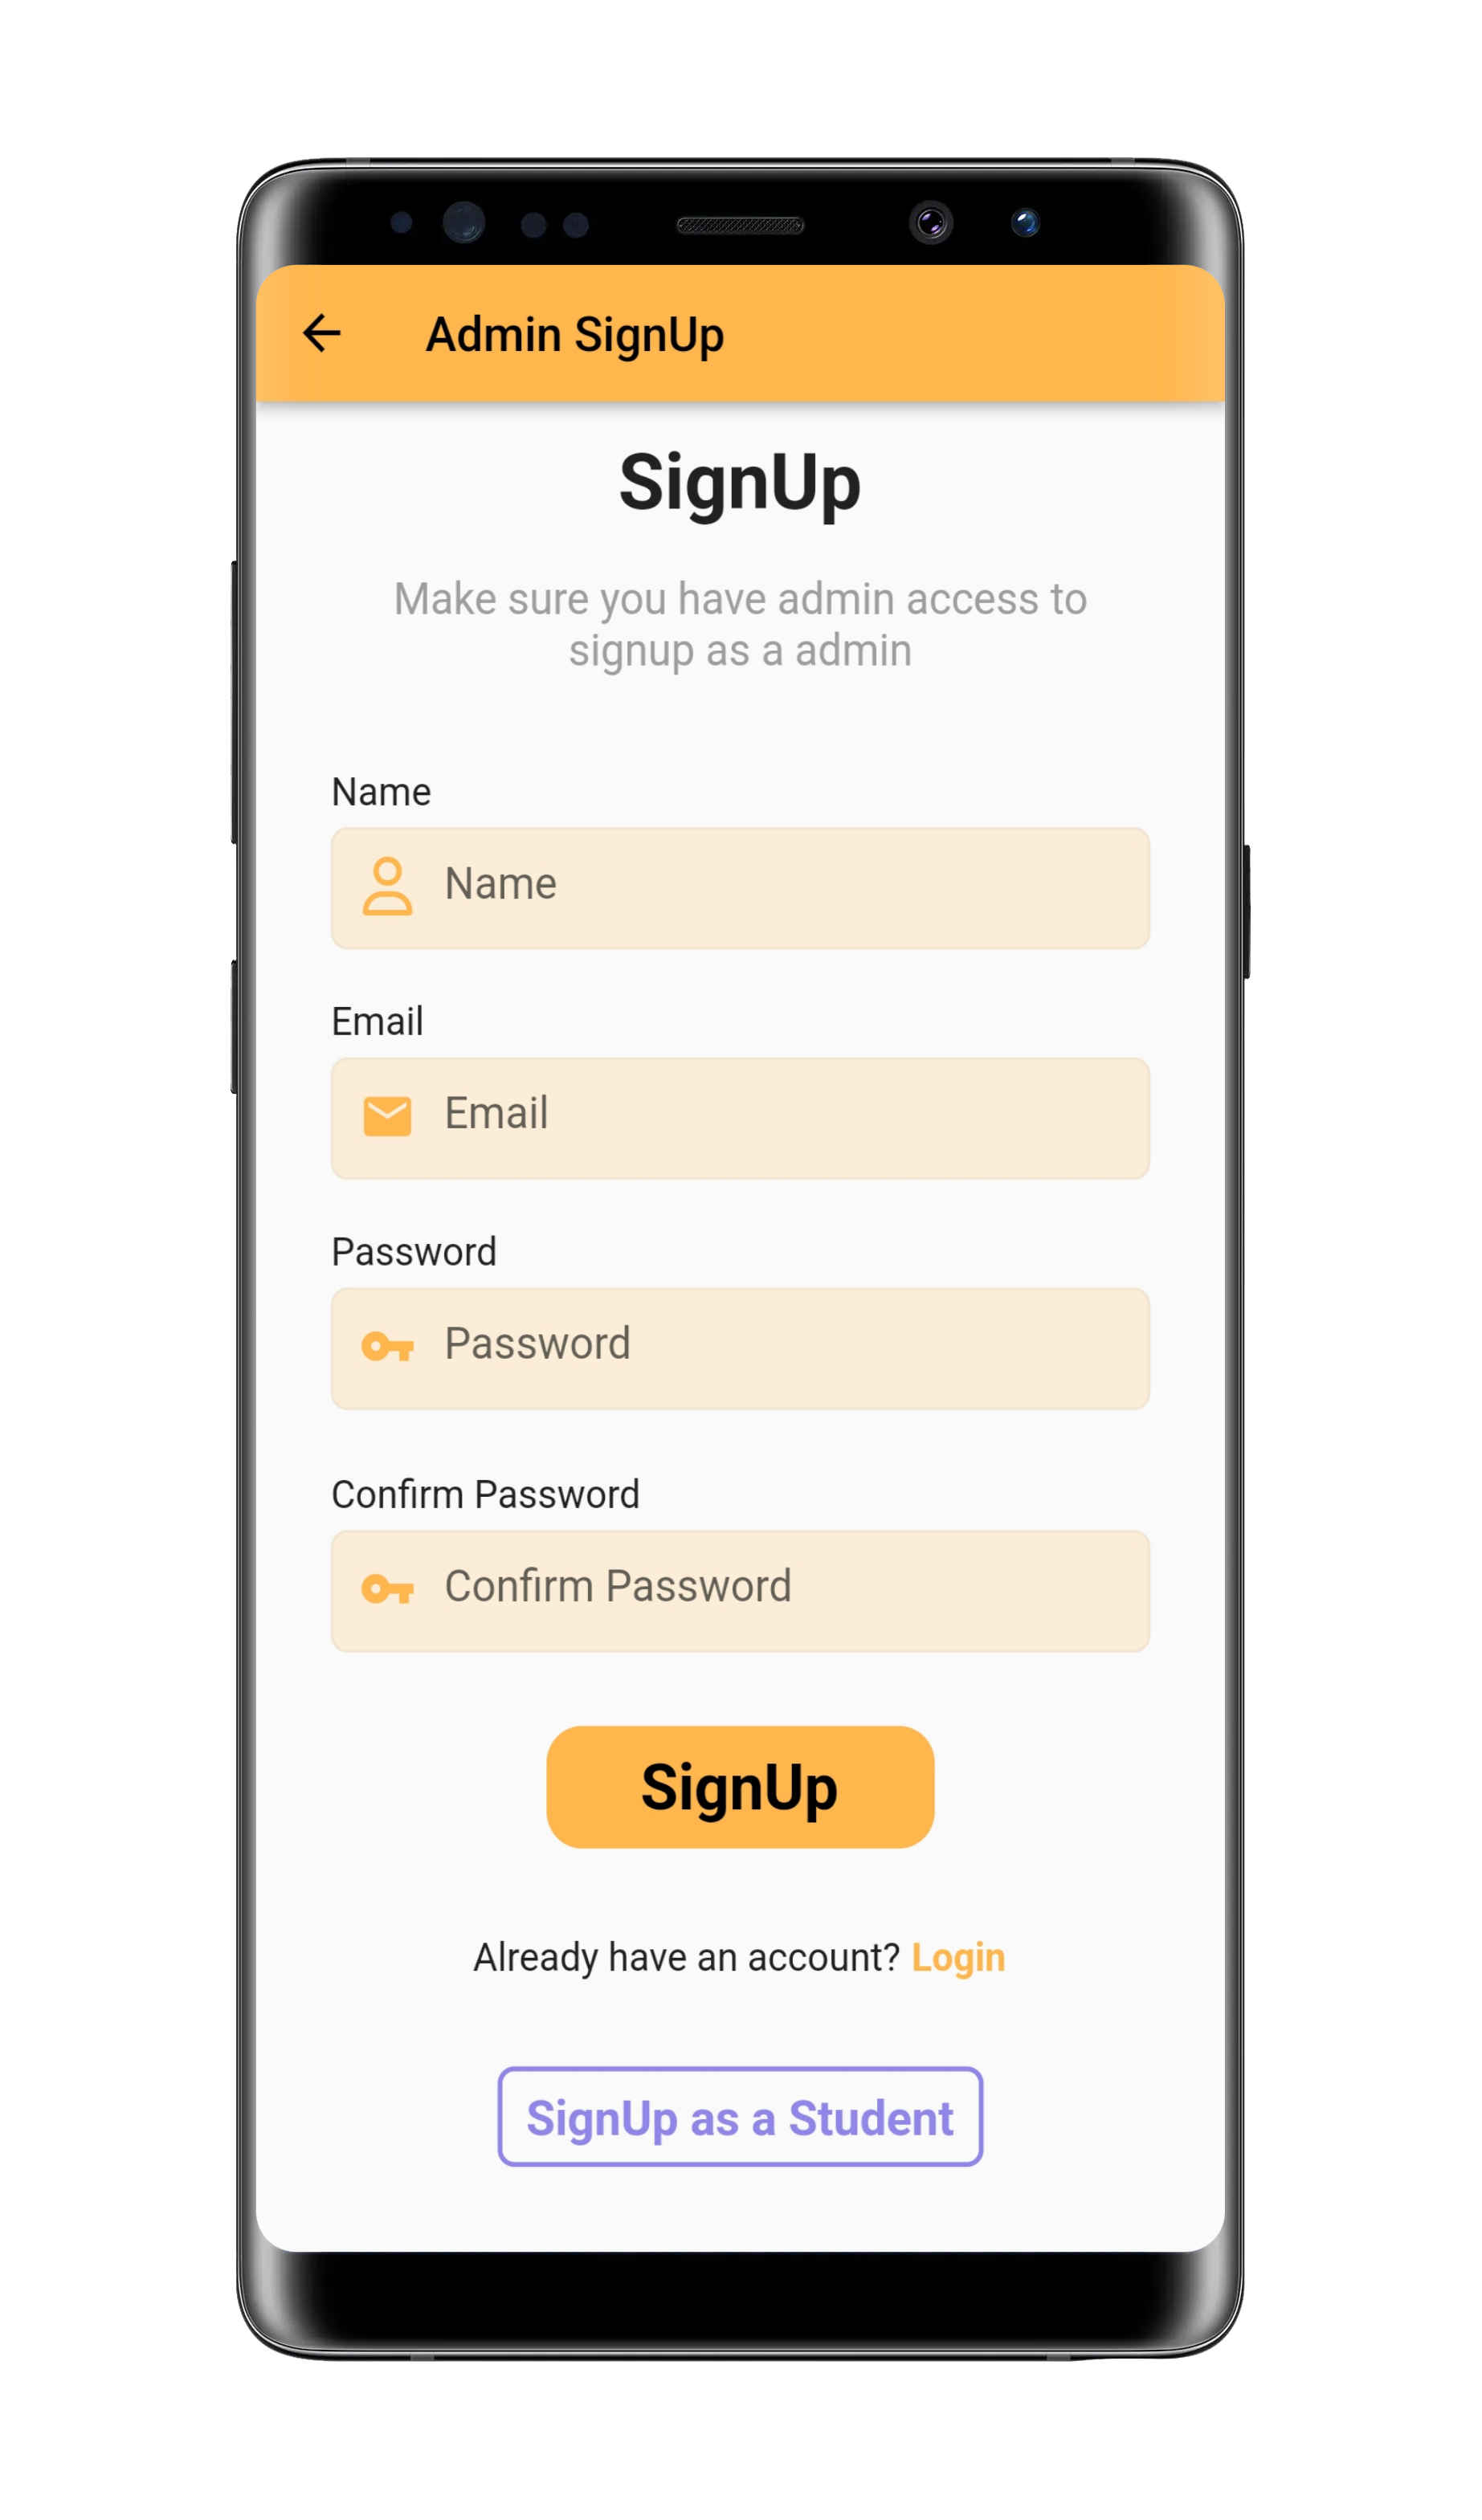 Admin SignUp
SignUp
Make sure you have admin access to
signup as a admin
Name
Name
Email
Email
Password
Password
Confirm Password
Confirm Password
SignUp
Already have an account? Login
SignUp as a Student